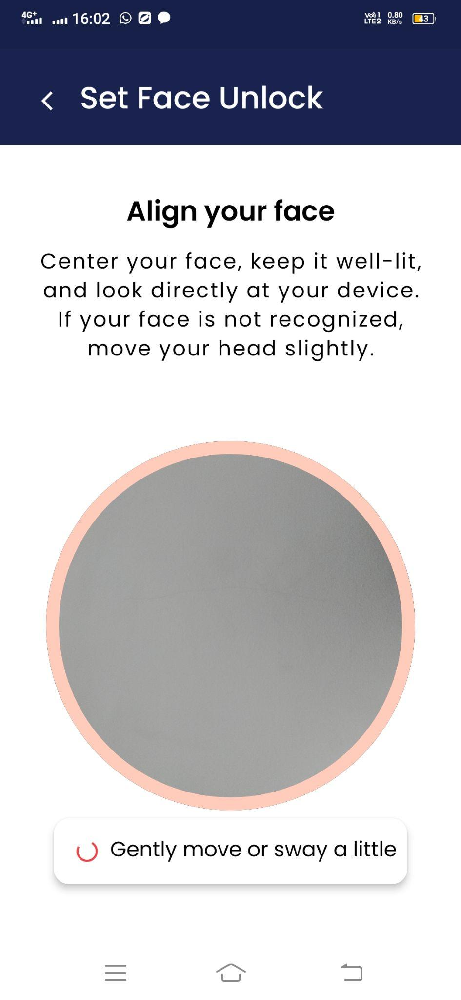 4G+ 16:02 Vo)) 1 LTE2 0.80 KB/s 43
Set Face Unlock
Align your face
Center your face, keep it well-lit,
and look directly at your device.
If your face is not recognized,
move your head slightly.
Gently move or sway a little